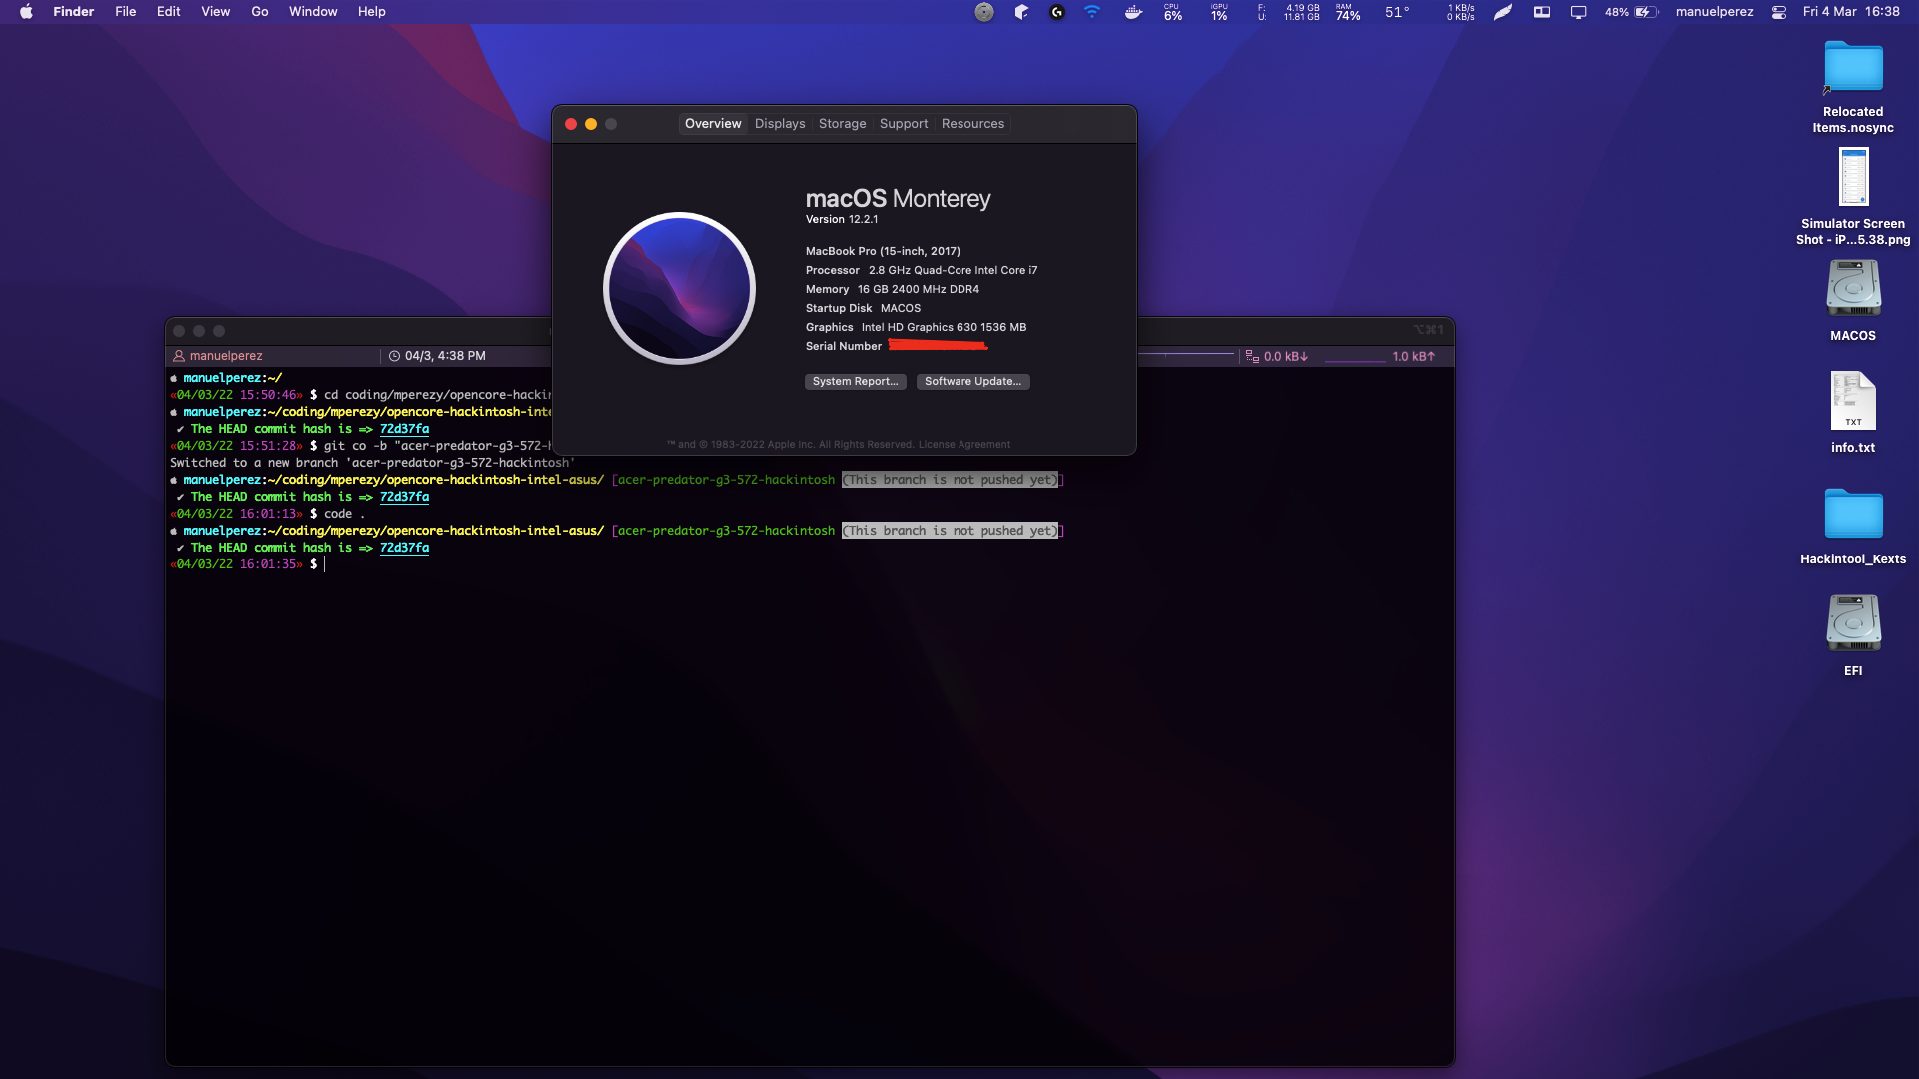 Finder File Edit View Go Window Help
CPU 6% iGPU 1% F: 4.19 GB U: 11.81 GB RAM 74% 51° 1 KB/s 0 KB/s 48% manuelperez Fri 4 Mar 16:38
Overview Displays Storage Support Resources
macOS Monterey
Version 12.2.1
MacBook Pro (15-inch, 2017)
Processor 2.8 GHz Quad-Core Intel Core i7
Memory 16 GB 2400 MHz DDR4
Startup Disk MACOS
Graphics Intel HD Graphics 630 1536 MB
Serial Number
System Report... Software Update...
™ and © 1983-2022 Apple Inc. All Rights Reserved. License Agreement
⌥⌘1
manuelperez 04/3, 4:38 PM 0.0 kB↓ 1.0 kB↑
manuelperez:~/
«04/03/22 15:50:46» $ cd coding/mperezy/opencore-hackin
manuelperez:~/coding/mperezy/opencore-hackintosh-inte
✔ The HEAD commit hash is => 72d37fa
«04/03/22 15:51:28» $ git co -b "acer-predator-g3-572-h
Switched to a new branch 'acer-predator-g3-572-hackintosh'
manuelperez:~/coding/mperezy/opencore-hackintosh-intel-asus/ [acer-predator-g3-572-hackintosh (This branch is not pushed yet)]
✔ The HEAD commit hash is => 72d37fa
«04/03/22 16:01:13» $ code .
manuelperez:~/coding/mperezy/opencore-hackintosh-intel-asus/ [acer-predator-g3-572-hackintosh (This branch is not pushed yet)]
✔ The HEAD commit hash is => 72d37fa
«04/03/22 16:01:35» $
Relocated
Items.nosync
Simulator Screen
Shot - iP...5.38.png
MACOS
TXT
info.txt
Hackintool_Kexts
EFI